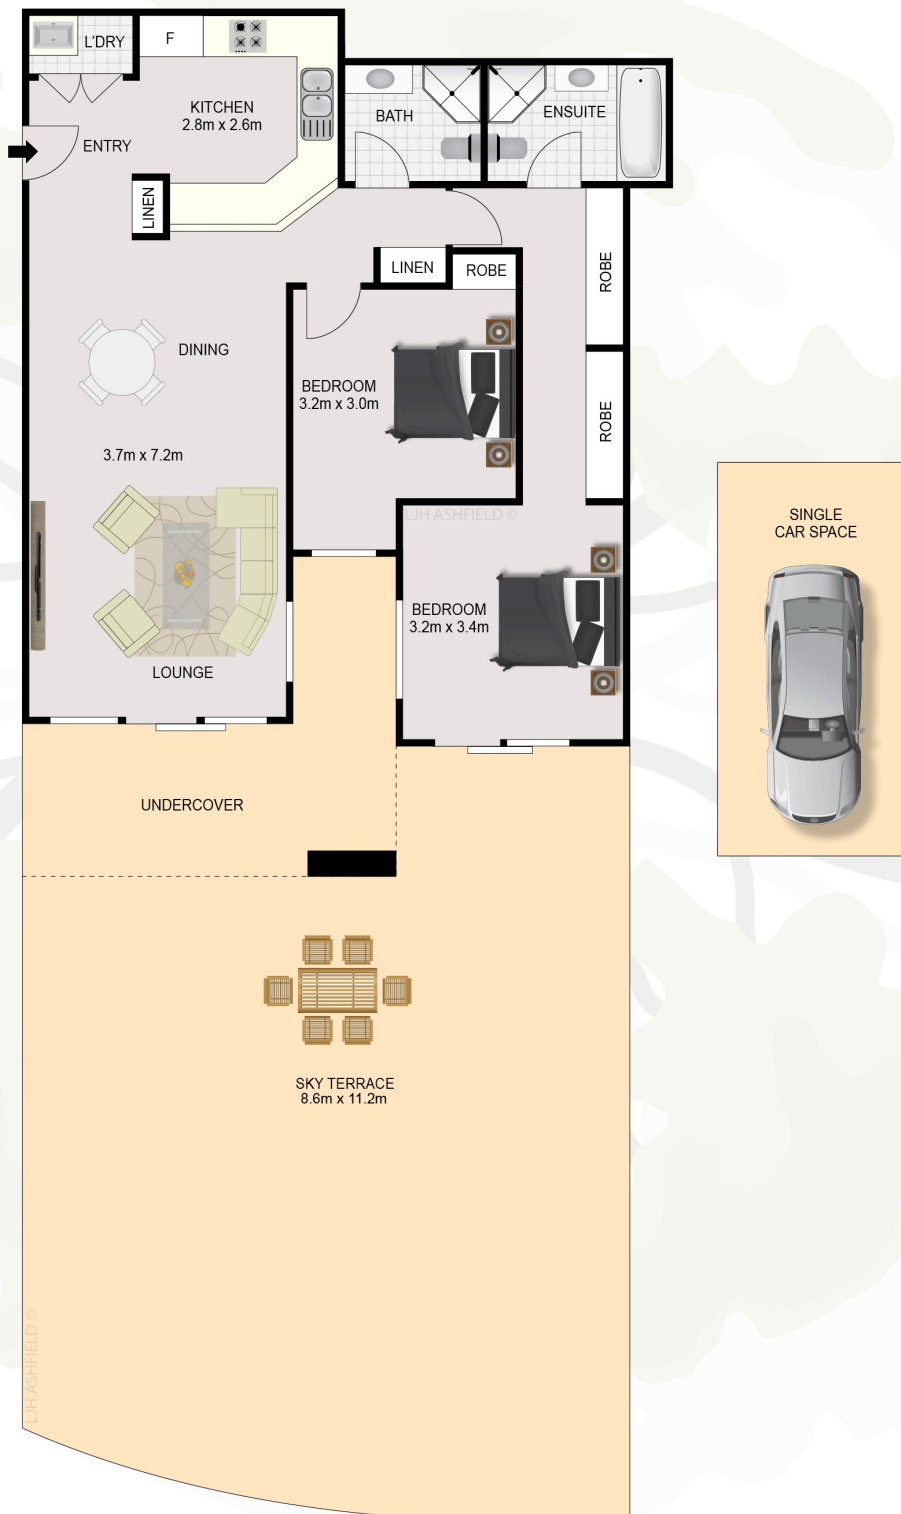 L'DRY
F
KITCHEN
2.8m x 2.6m
BATH
ENSUITE
ENTRY
LINEN
LINEN
ROBE
ROBE
DINING
BEDROOM
3.2m x 3.0m
ROBE
3.7m x 7.2m
LJH ASHFIELD ©
SINGLE
CAR SPACE
BEDROOM
3.2m x 3.4m
LOUNGE
UNDERCOVER
SKY TERRACE
8.6m x 11.2m
LJH ASHFIELD ©